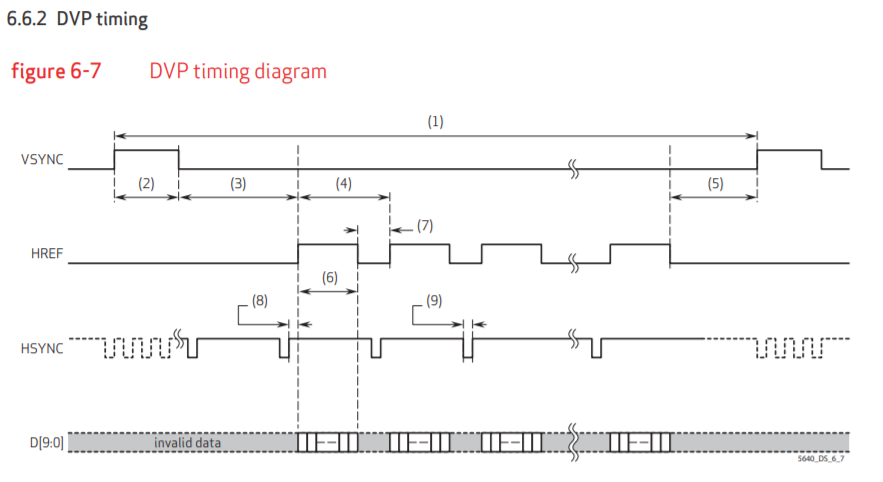 6.6.2 DVP timing
figure 6-7 DVP timing diagram
(1)
VSYNC
(2) (3) (4) (5)
(7)
HREF
(6)
(8) (9)
HSYNC
D[9:0] invalid data
5640_DS_6_7